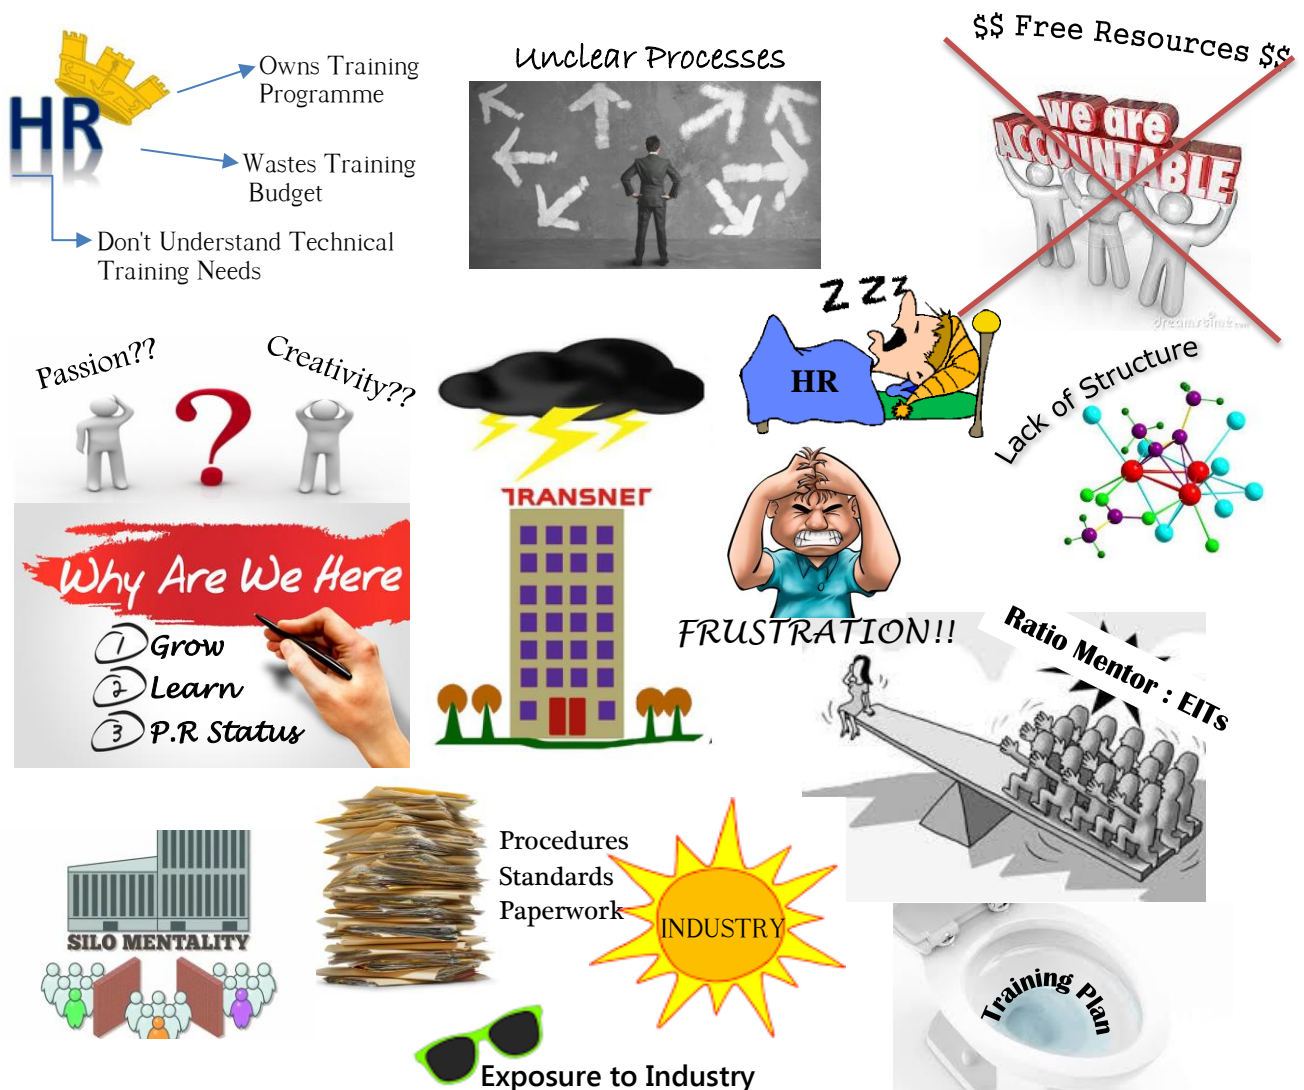 $$ Free Resources $$
HR
Owns Training
Programme
Wastes Training
Budget
Don't Understand Technical
Training Needs
Unclear Processes
we are
ACCOUNTABLE
dreamstime
Passion??
Creativity??
ZZZ
HR
Lack of Structure
TRANSNET
Why Are We Here
1 Grow
2 Learn
3 P.R Status
FRUSTRATION!!
Ratio Mentor : EITs
SILO MENTALITY
Procedures
Standards
Paperwork
INDUSTRY
Training Plan
Exposure to Industry